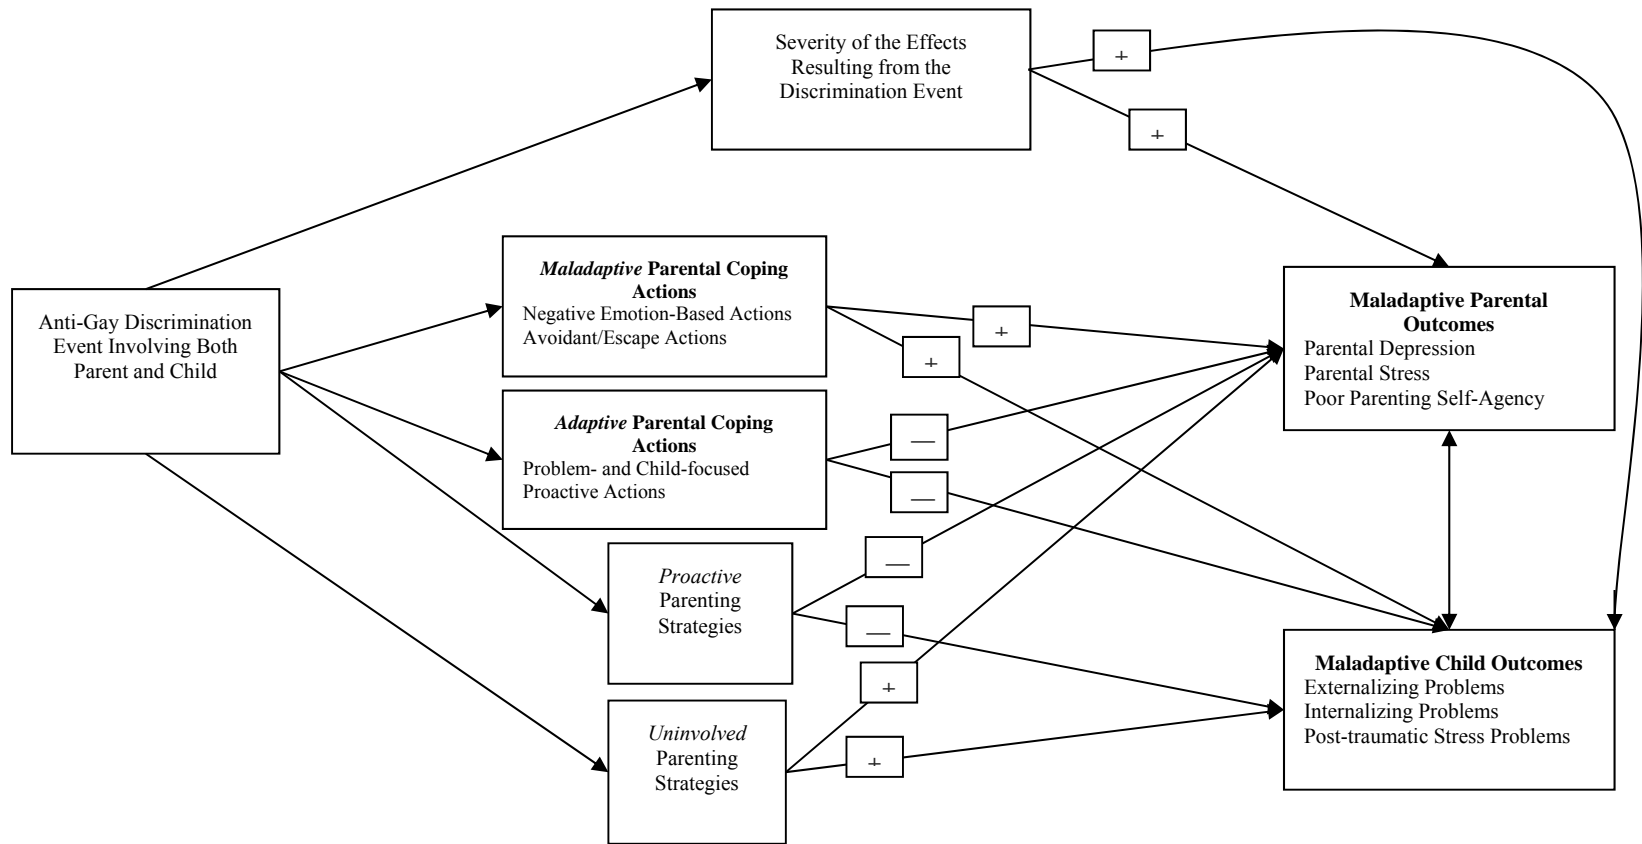 Severity of the Effects
Resulting from the
Discrimination Event
+
+
Anti-Gay Discrimination
Event Involving Both
Parent and Child
Maladaptive Parental Coping
Actions
Negative Emotion-Based Actions
Avoidant/Escape Actions
+
+
Adaptive Parental Coping
Actions
Problem- and Child-focused
Proactive Actions
—
—
Proactive
Parenting
Strategies
—
—
Uninvolved
Parenting
Strategies
+
+
Maladaptive Parental
Outcomes
Parental Depression
Parental Stress
Poor Parenting Self-Agency
Maladaptive Child Outcomes
Externalizing Problems
Internalizing Problems
Post-traumatic Stress Problems